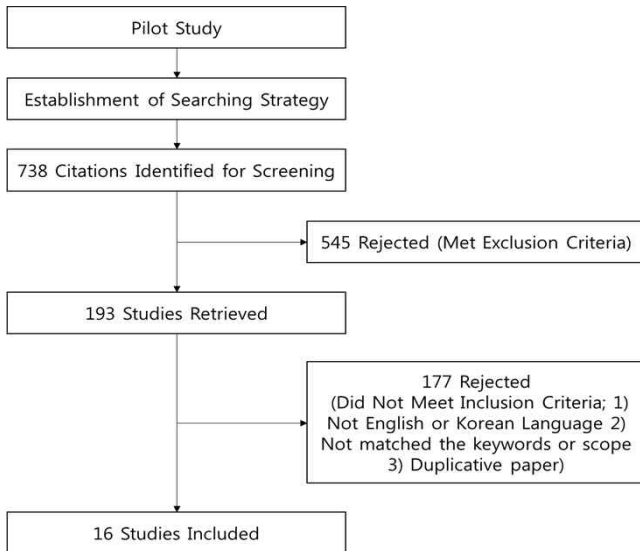 Pilot Study
Establishment of Searching Strategy
738 Citations Identified for Screening
545 Rejected (Met Exclusion Criteria)
193 Studies Retrieved
177 Rejected
(Did Not Meet Inclusion Criteria; 1)
Not English or Korean Language 2)
Not matched the keywords or scope
3) Duplicative paper)
16 Studies Included